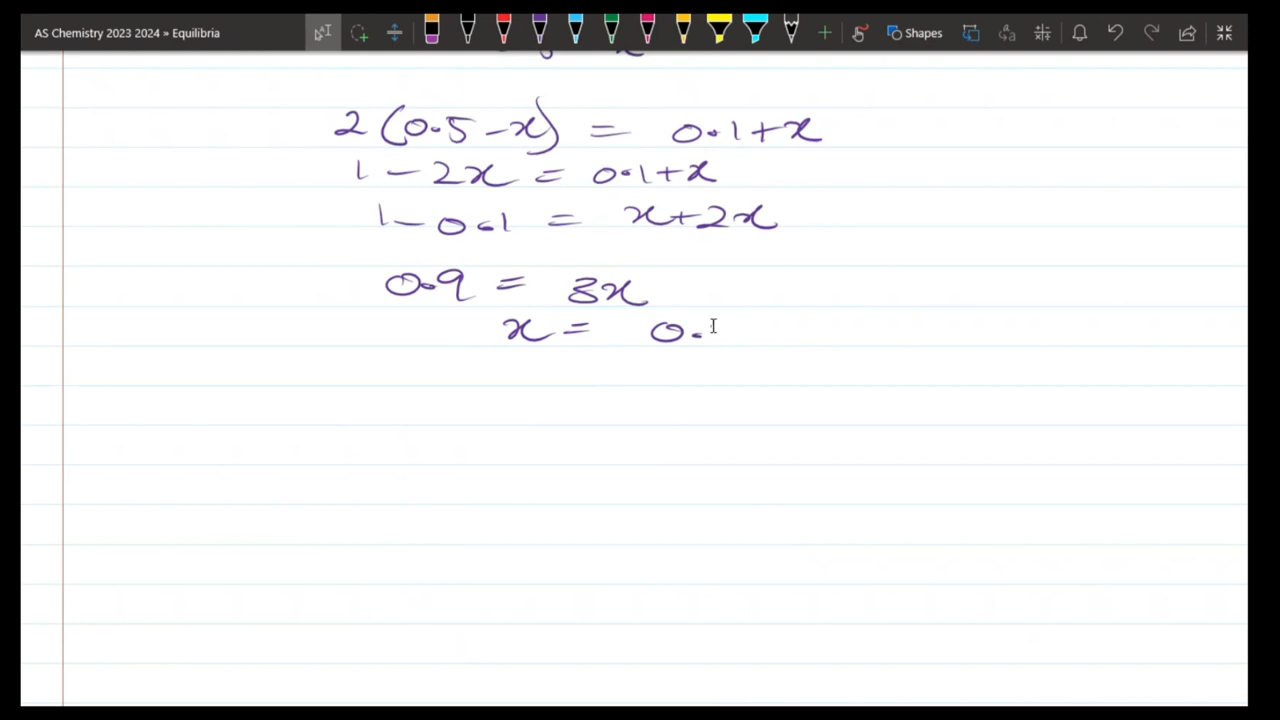 AS Chemistry 2023 2024 » Equilibria
Shapes
2 (0.5 - x) = 0.1 + x
1 - 2x = 0.1 + x
1 - 0.1 = x + 2x
0.9 = 3x
x = 0.